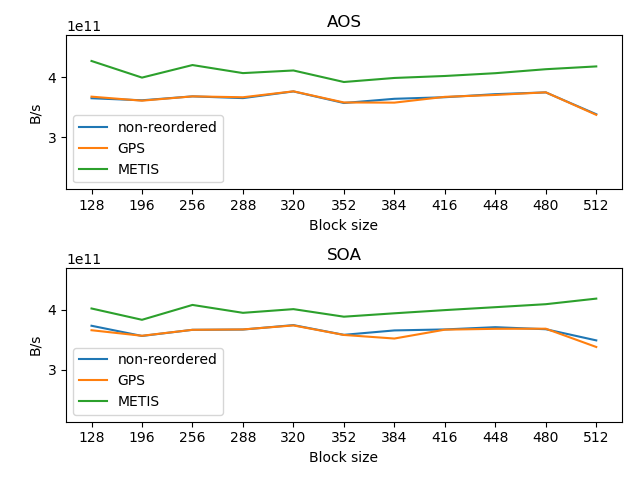 AOS
1e11
4
3
B/s
non-reordered
GPS
METIS
128 196 256 288 320 352 384 416 448 480 512
Block size
SOA
1e11
4
3
B/s
non-reordered
GPS
METIS
128 196 256 288 320 352 384 416 448 480 512
Block size